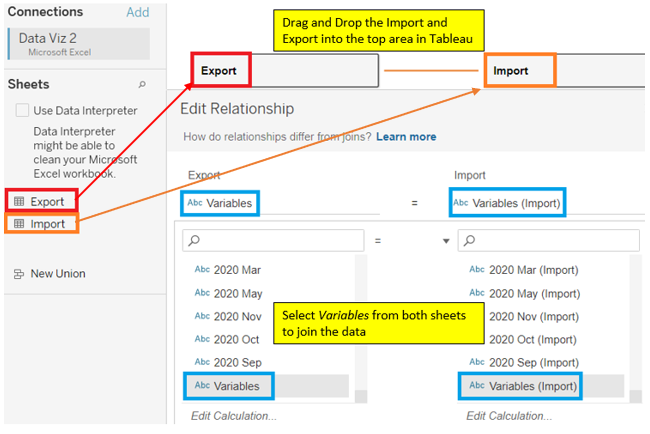 Connections Add
Data Viz 2
Microsoft Excel
Sheets
Use Data Interpreter
Data Interpreter
might be able to
clean your Microsoft
Excel workbook.
Export
Import
New Union
Drag and Drop the Import and
Export into the top area in Tableau
Export Import
Edit Relationship
How do relationships differ from joins? Learn more
Export Import
Abc Variables = Abc Variables (Import)
=
Abc 2020 Mar Abc 2020 Mar (Import)
Abc 2020 May Abc 2020 May (Import)
Abc 2020 Nov Abc 2020 Nov (Import)
Abc 2020 Oct Abc 2020 Oct (Import)
Abc 2020 Sep Abc 2020 Sep (Import)
Select Variables from both sheets
to join the data
Abc Variables Abc Variables (Import)
Edit Calculation... Edit Calculation...